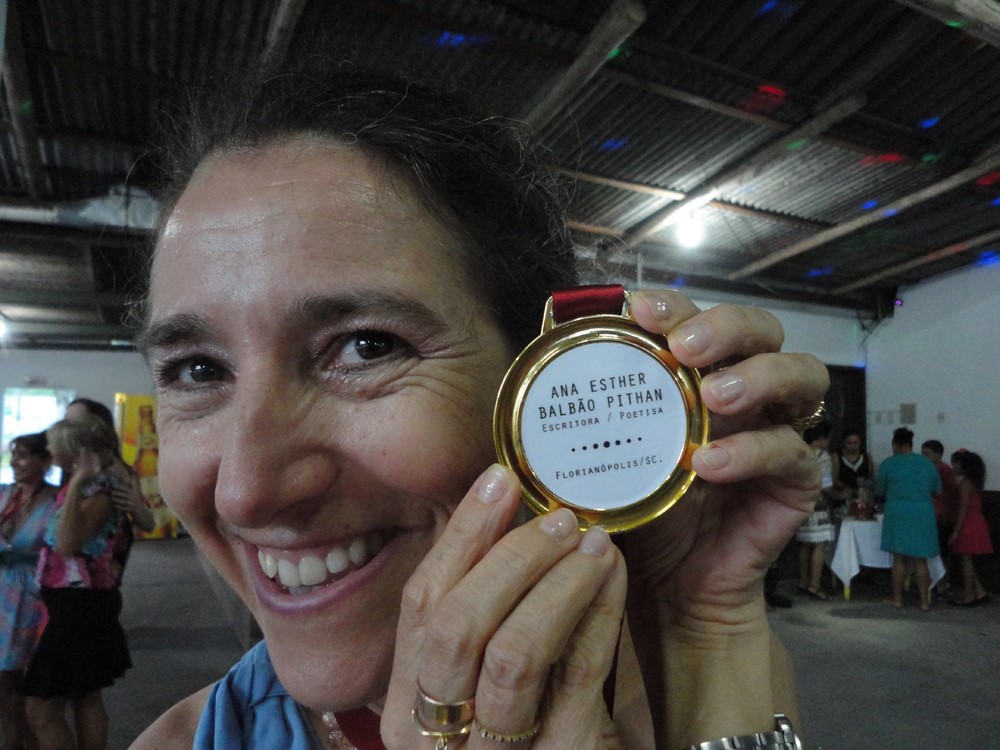 ANA ESTHER
BALBÃO PITHAN
ESCRITORA / POETISA
FLORIANÓPOLIS/SC.